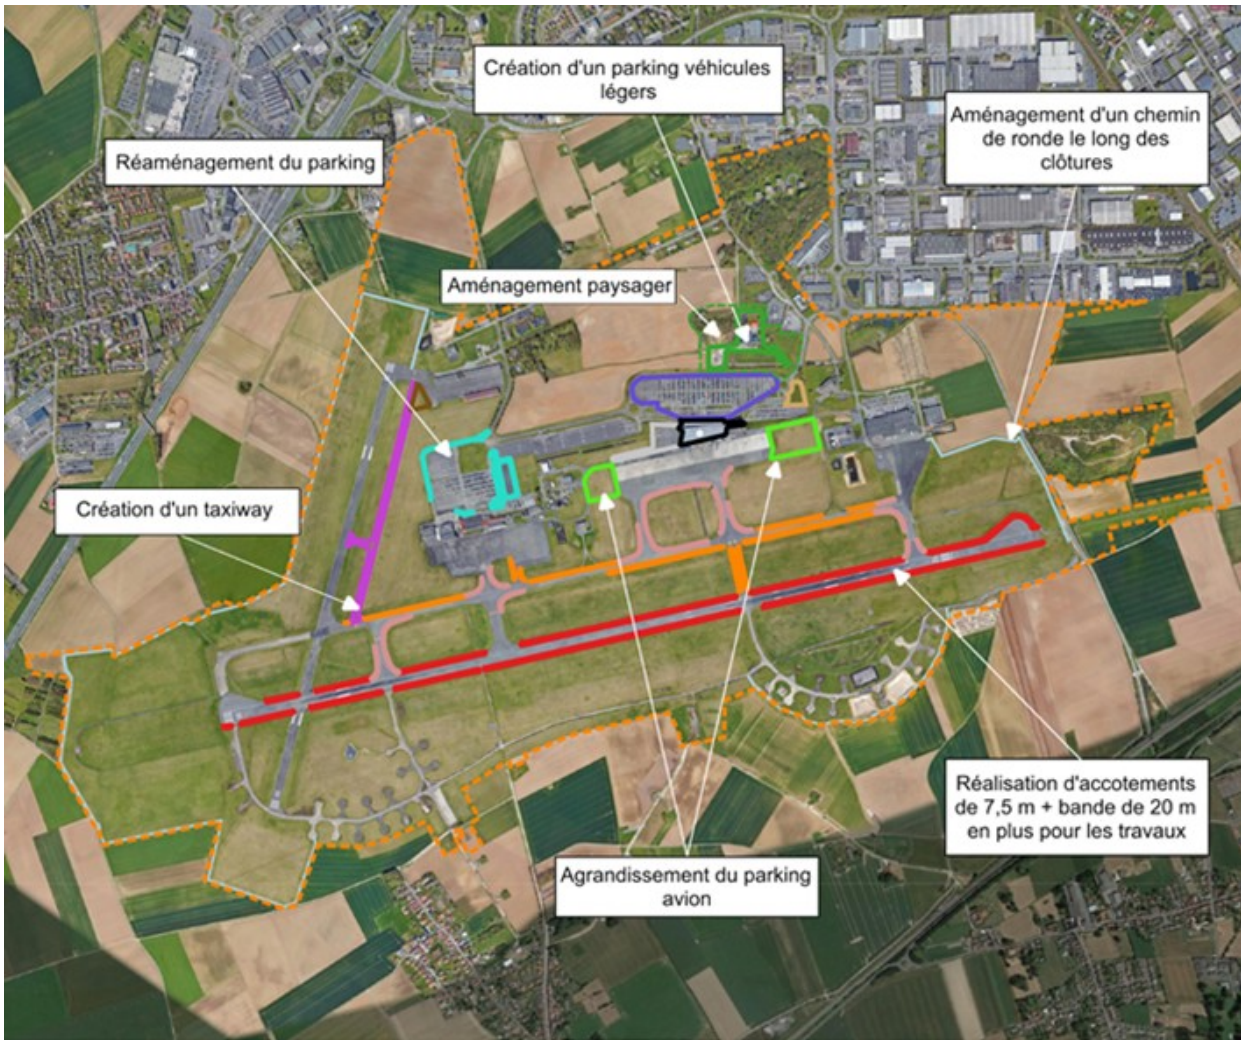 Création d'un parking véhicules
légers
Aménagement d'un chemin
de ronde le long des
clôtures
Réaménagement du parking
Aménagement paysager
Création d'un taxiway
Réalisation d'accotements
de 7,5 m + bande de 20 m
en plus pour les travaux
Agrandissement du parking
avion